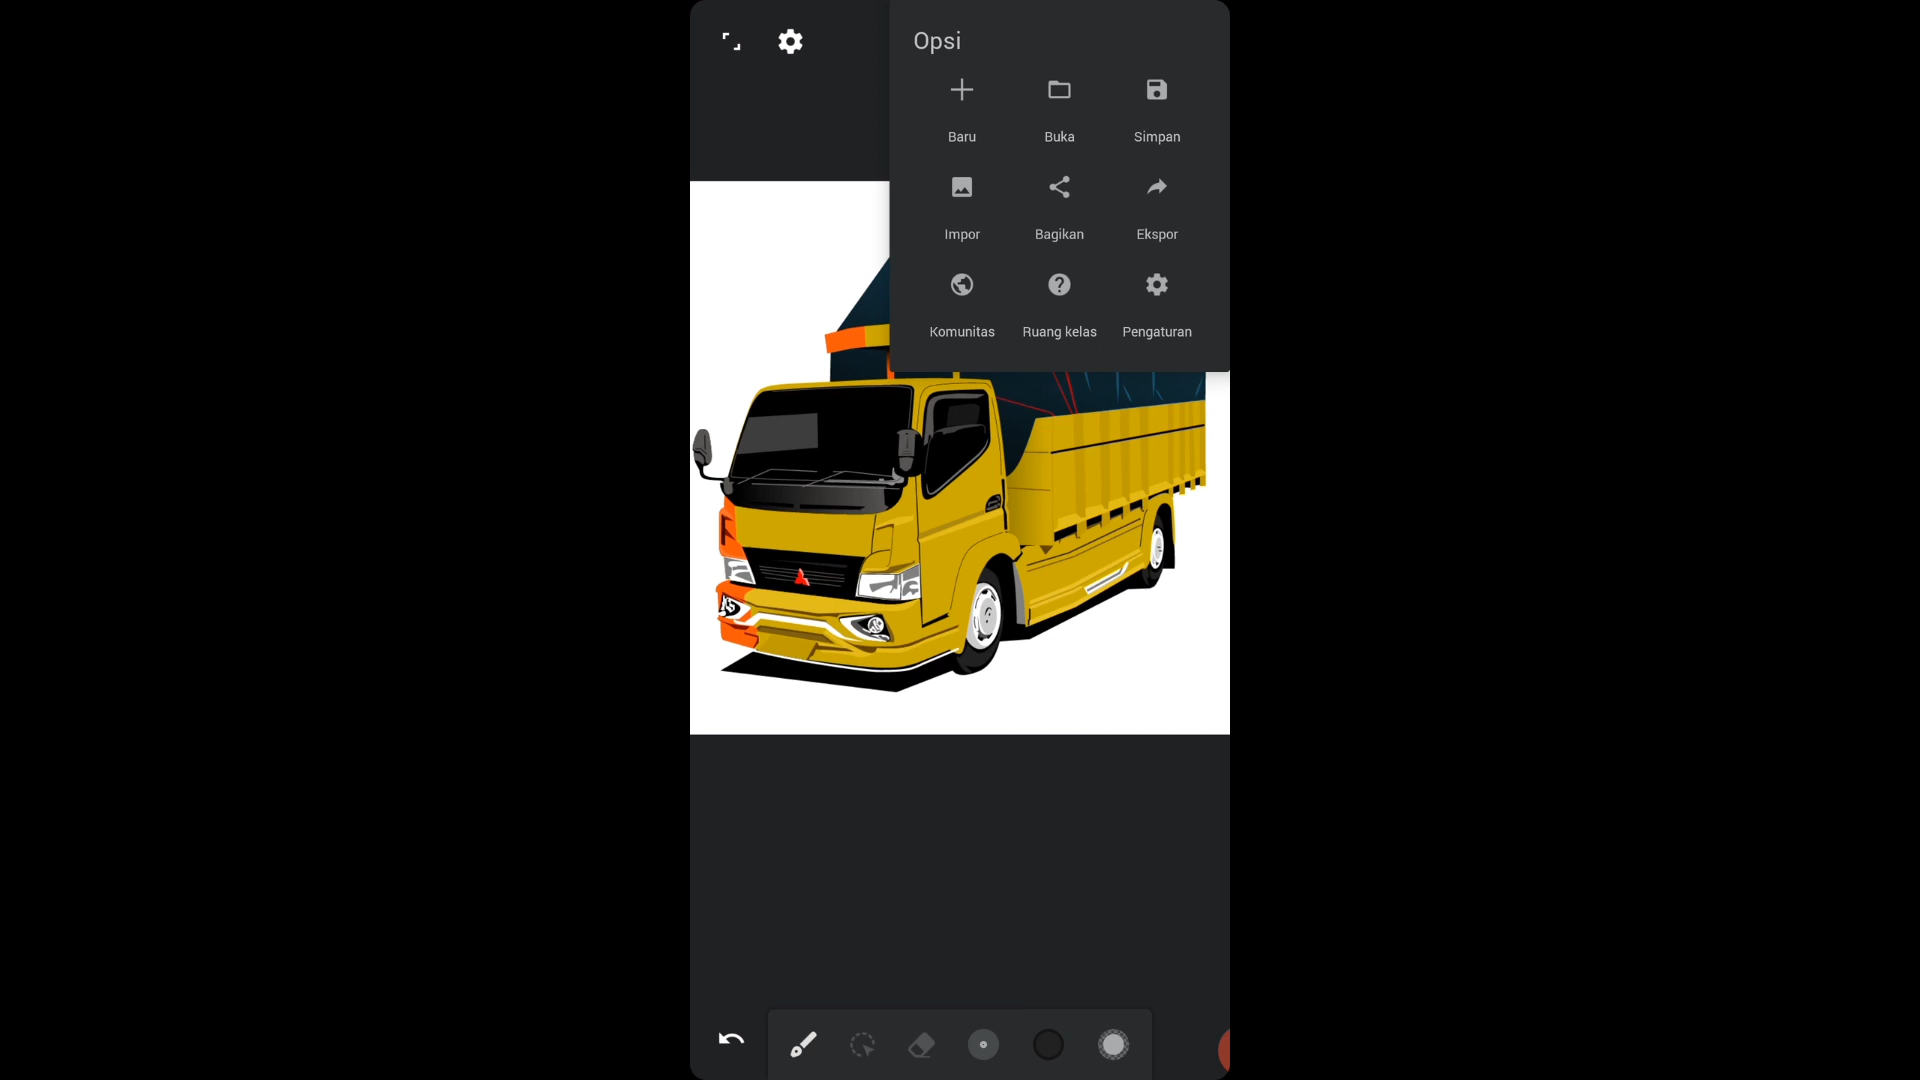 Opsi
Baru Buka Simpan
Impor Bagikan Ekspor
Komunitas Ruang kelas Pengaturan